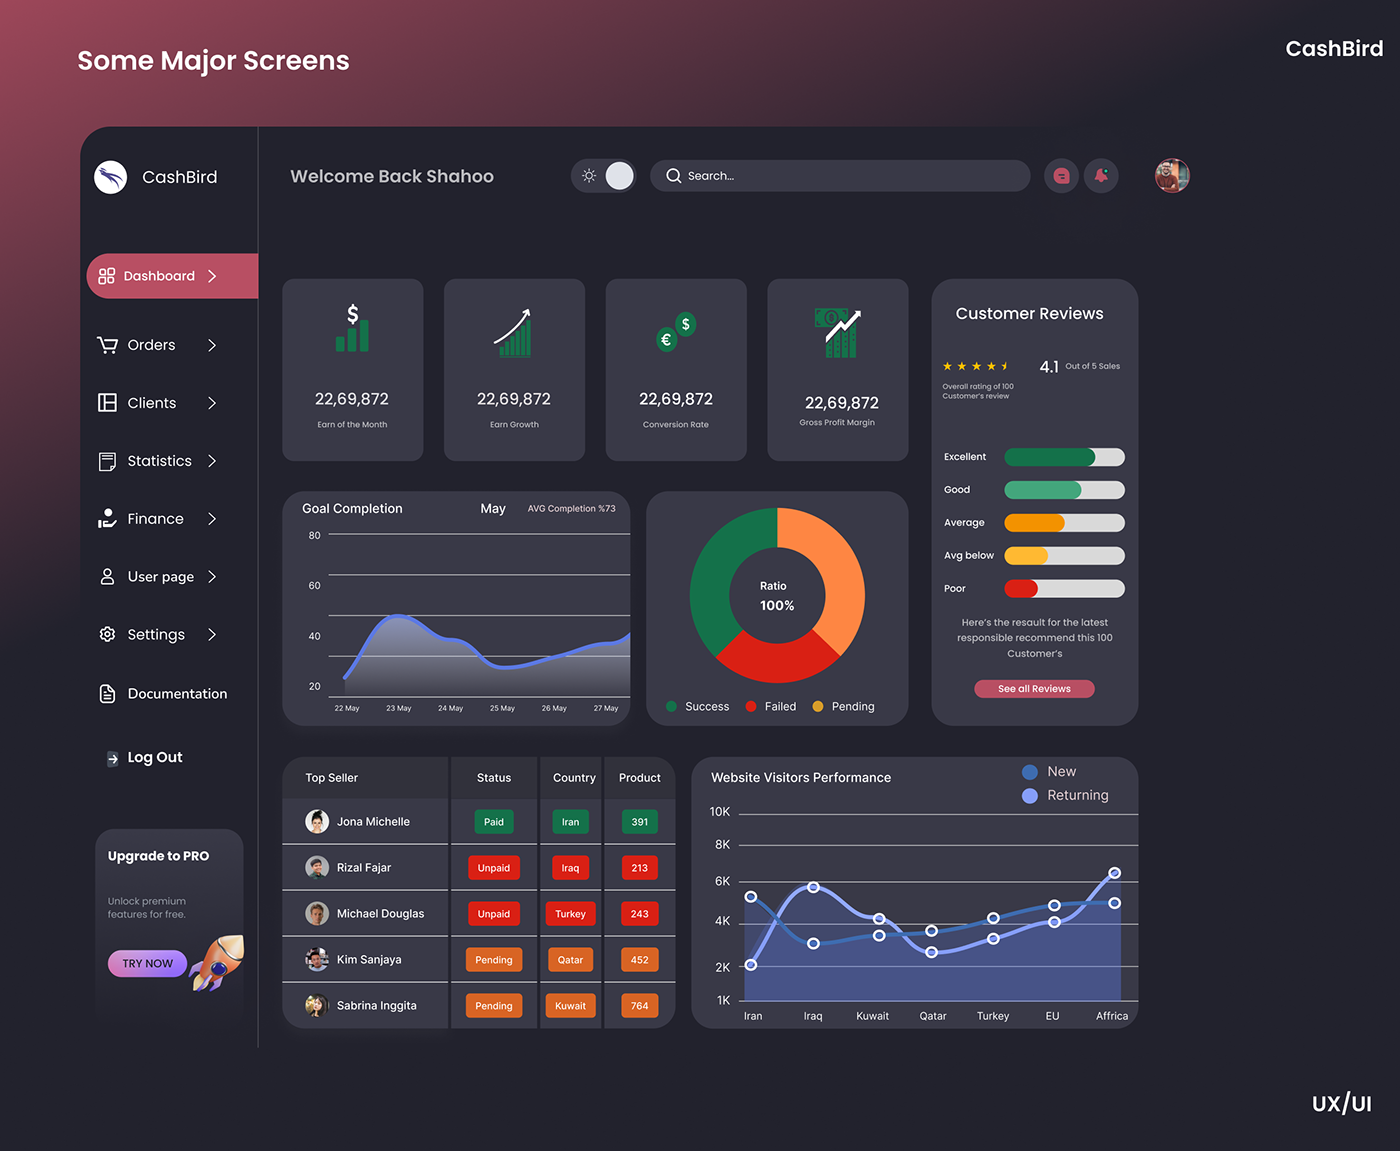 Some Major Screens
CashBird
CashBird
Welcome Back Shahoo
Search...
Dashboard
Orders
Clients
Statistics
Finance
User page
Settings
Documentation
Log Out
Upgrade to PRO
Unlock premium
features for free.
TRY NOW
$
22,69,872
Earn of the Month
22,69,872
Earn Growth
€ $
22,69,872
Conversion Rate
22,69,872
Gross Profit Margin
Customer Reviews
4.1 Out of 5 Sales
Overall rating of 100
Customer's review
Excellent
Good
Average
Avg below
Poor
Here's the resault for the latest
responsible recommend this 100
Customer's
See all Reviews
Goal Completion May AVG Completion %73
80
60
40
20
22 May 23 May 24 May 25 May 26 May 27 May
Ratio
100%
Success Failed Pending
Top Seller Status Country Product
Jona Michelle Paid Iran 391
Rizal Fajar Unpaid Iraq 213
Michael Douglas Unpaid Turkey 243
Kim Sanjaya Pending Qatar 452
Sabrina Inggita Pending Kuwait 764
Website Visitors Performance
New
Returning
10K
8K
6K
4K
2K
1K
Iran Iraq Kuwait Qatar Turkey EU Affrica
UX/UI